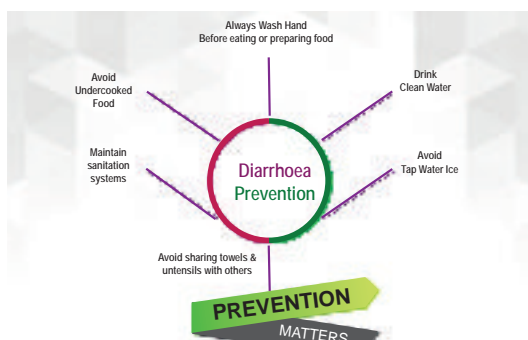 Always Wash Hand
Before eating or preparing food
Avoid
Undercooked
Food
Drink
Clean Water
Maintain
sanitation
systems
Diarrhoea
Prevention
Avoid
Tap Water Ice
Avoid sharing towels &
untensils with others
PREVENTION
MATTERS